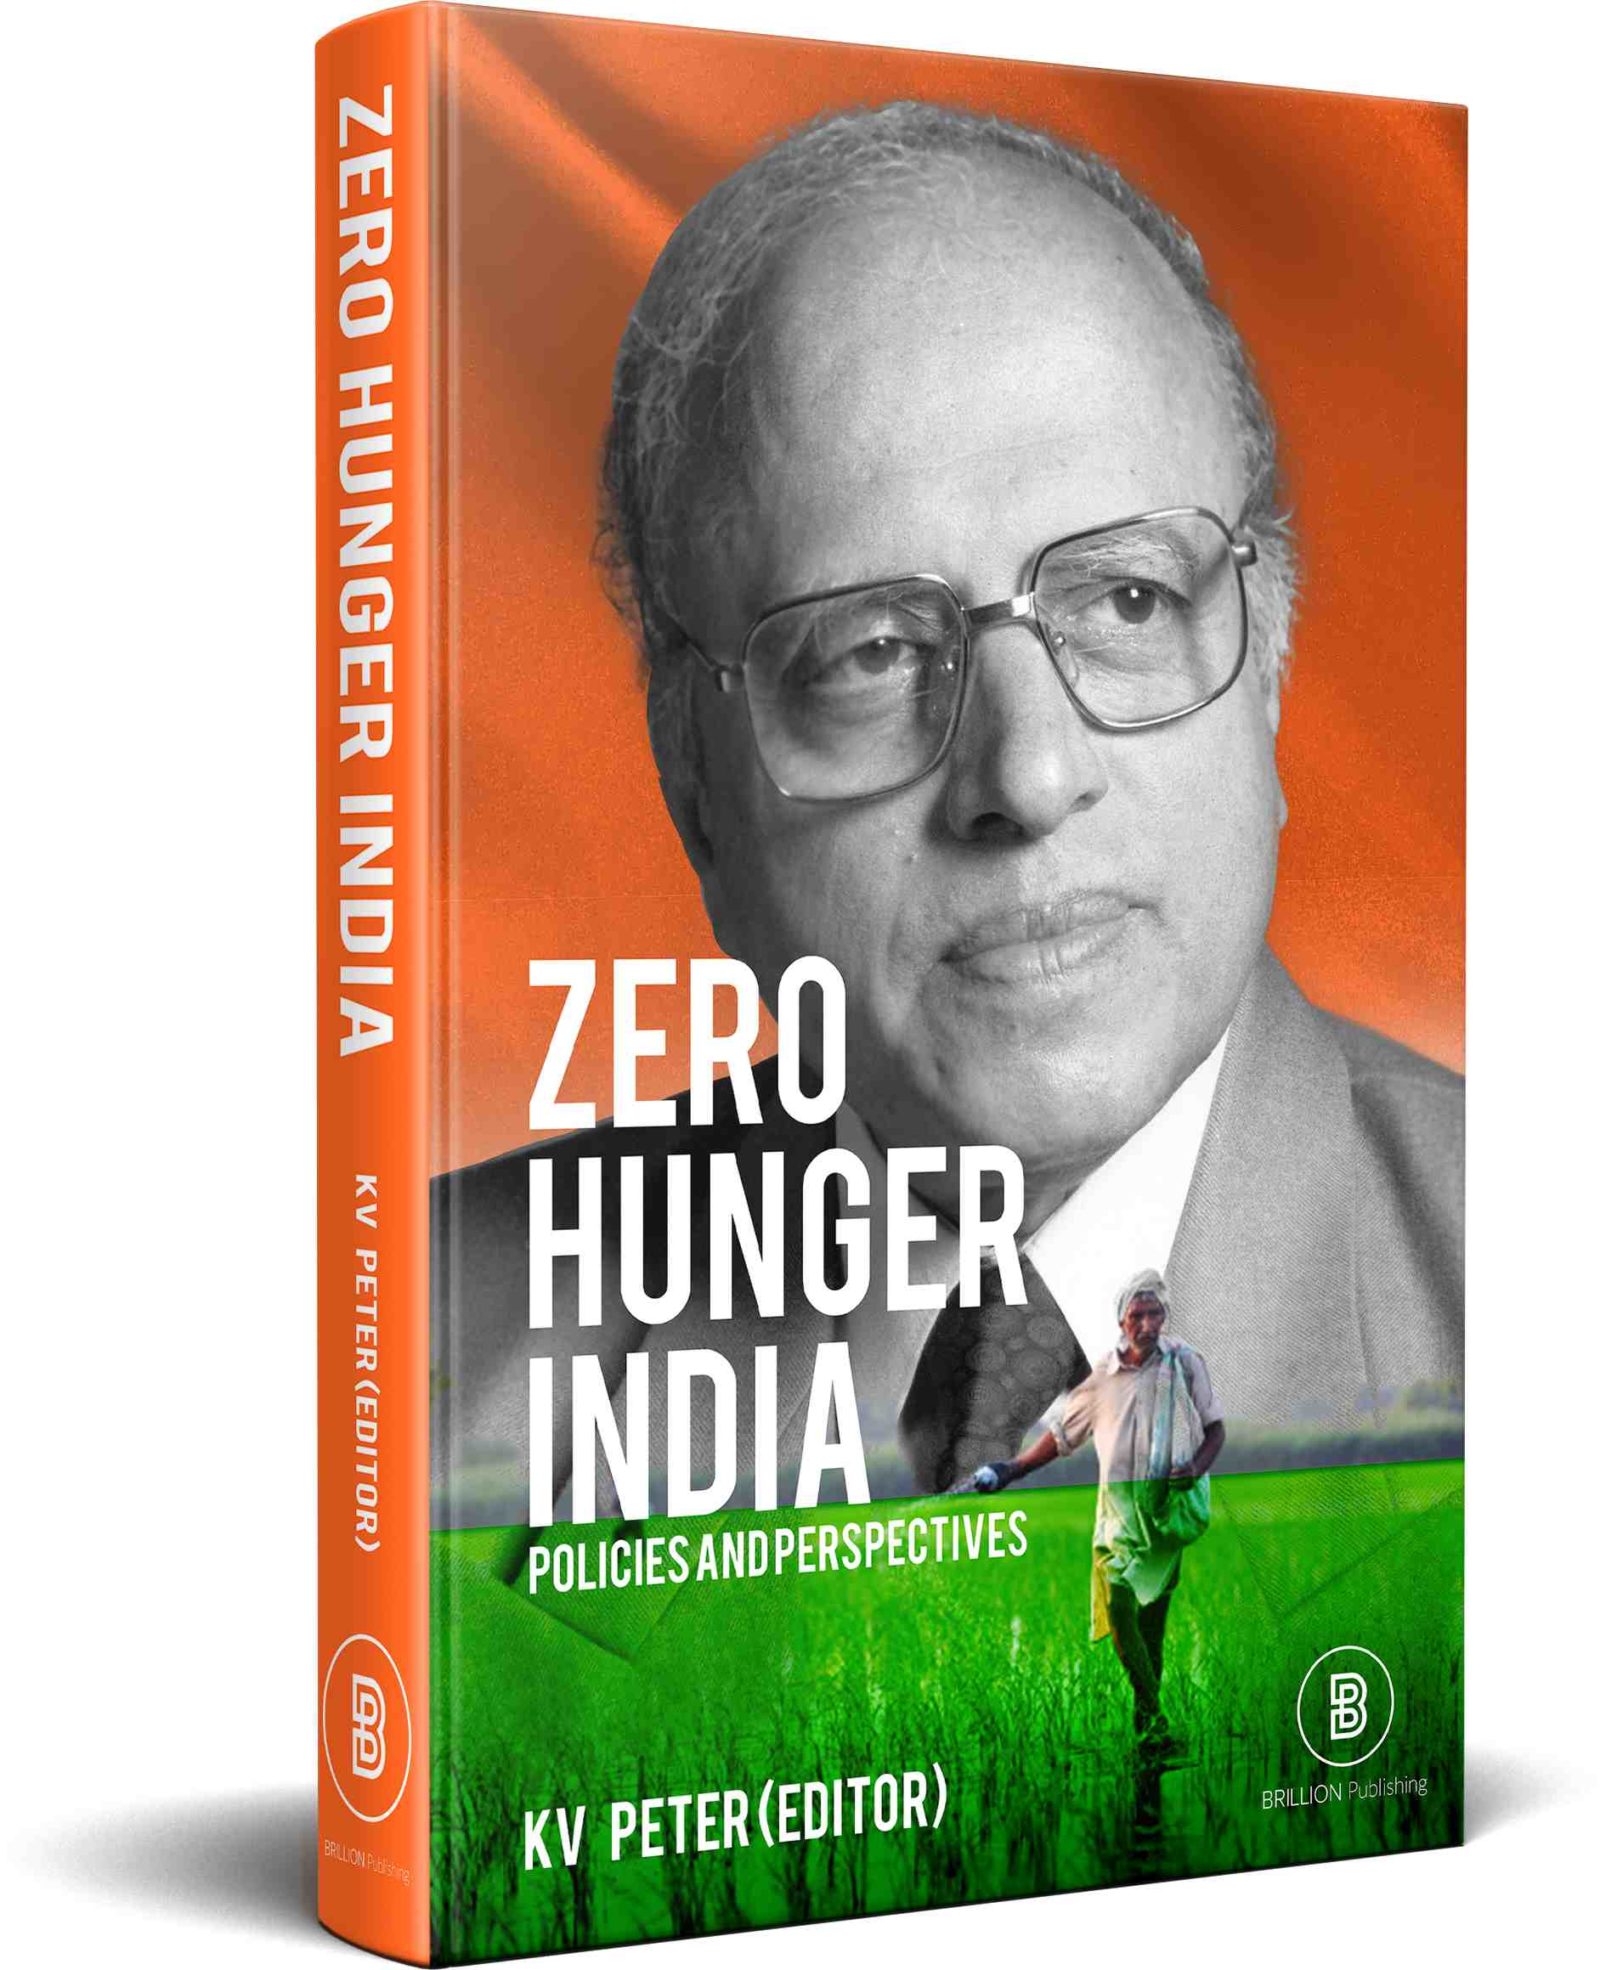 ZERO HUNGER INDIA
KV PETER (EDITOR)
B
BRILLION Publishing
ZERO
HUNGER
INDIA
POLICIES AND PERSPECTIVES
KV PETER (EDITOR)
B
BRILLION Publishing